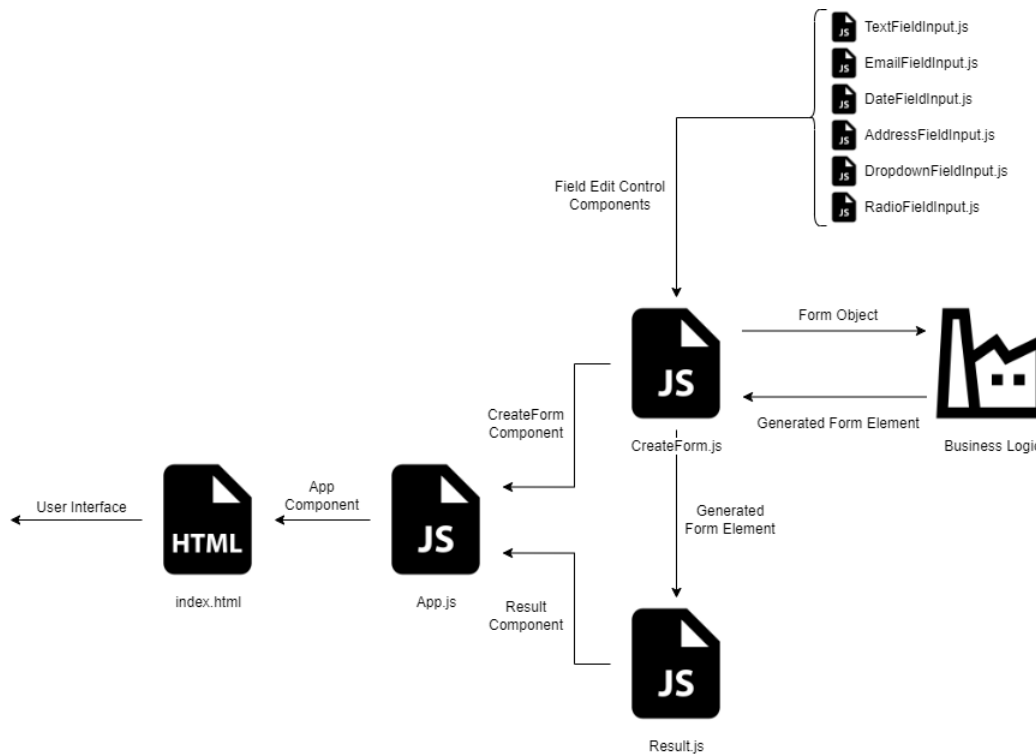 JS TextFieldInput.js
JS EmailFieldInput.js
JS DateFieldInput.js
JS AddressFieldInput.js
JS DropdownFieldInput.js
JS RadioFieldInput.js
Field Edit Control
Components
Form Object
JS
CreateForm.js
Generated Form Element
Business Logic
CreateForm
Component
User Interface
HTML
index.html
App
Component
JS
App.js
Generated
Form Element
Result
Component
JS
Result.js